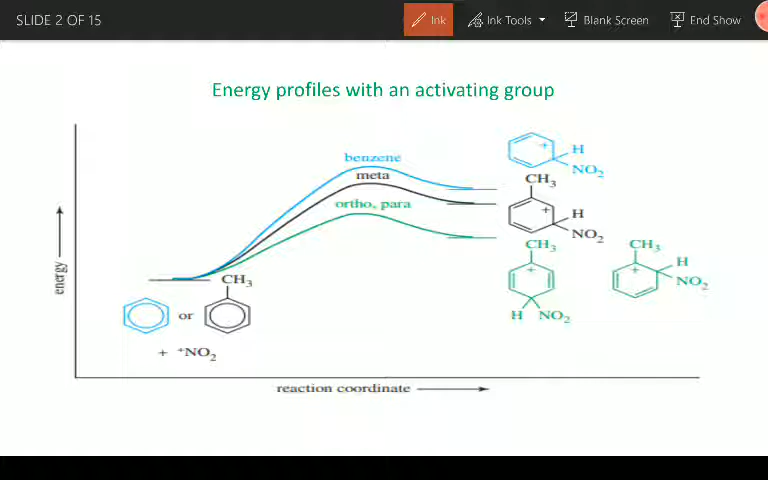 SLIDE 2 OF 15
Ink
Ink Tools
Blank Screen
End Show
Energy profiles with an activating group
benzene
meta
ortho, para
energy
CH3
or
+ +NO2
+
H
NO2
CH3
+
H
NO2
CH3
+
H NO2
CH3
+
H
NO2
reaction coordinate